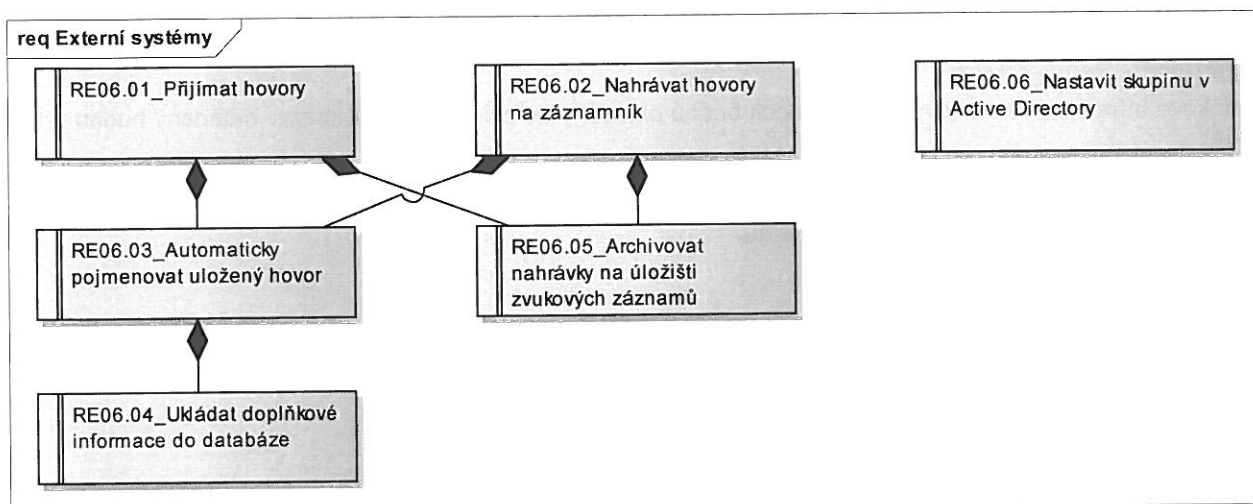 req Externí systémy
RE06.01_Přijímat hovory
RE06.02_Nahrávat hovory
na záznamník
RE06.06_Nastavit skupinu v
Active Directory
RE06.03_Automaticky
pojmenovat uložený hovor
RE06.05_Archivovat
nahrávky na úložišti
zvukových záznamů
RE06.04_Ukládat doplňkové
informace do databáze